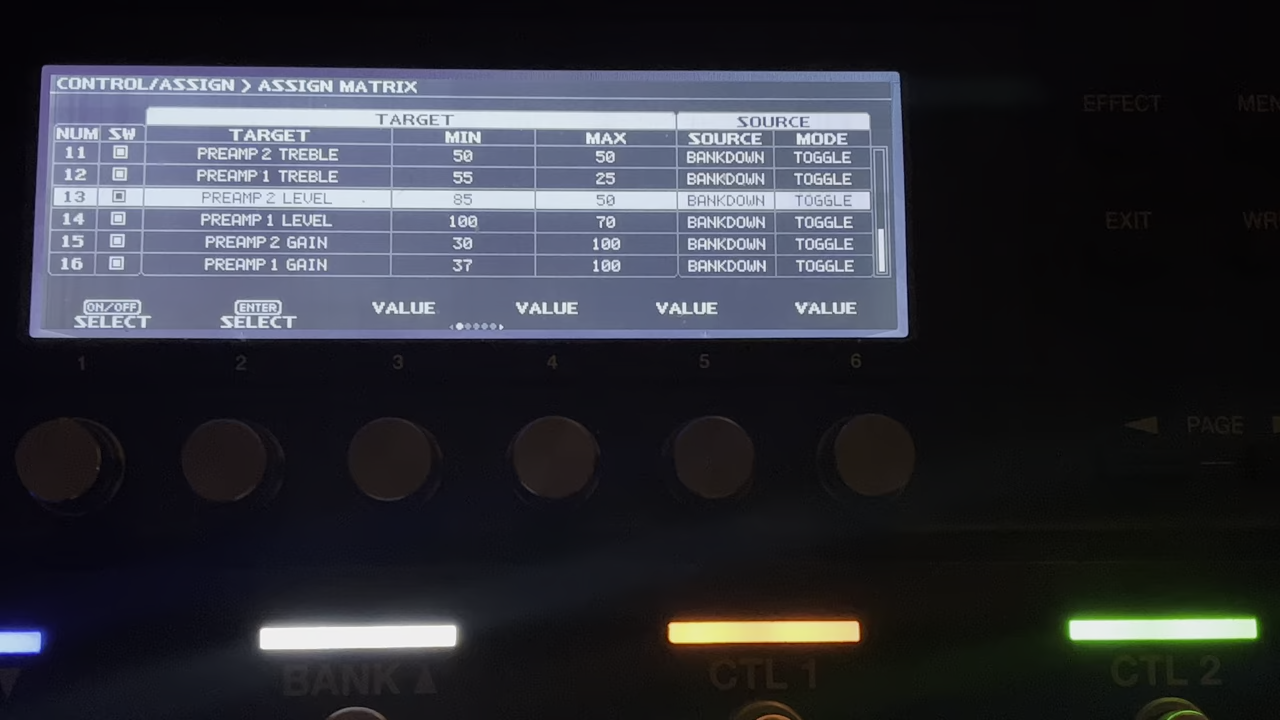 CONTROL/ASSIGN > ASSIGN MATRIX
TARGET SOURCE
NUM SW TARGET MIN MAX SOURCE MODE
11 PREAMP 2 TREBLE 50 50 BANKDOWN TOGGLE
12 PREAMP 1 TREBLE 55 25 BANKDOWN TOGGLE
13 PREAMP 2 LEVEL 85 50 BANKDOWN TOGGLE
14 PREAMP 1 LEVEL 100 70 BANKDOWN TOGGLE
15 PREAMP 2 GAIN 30 100 BANKDOWN TOGGLE
16 PREAMP 1 GAIN 37 100 BANKDOWN TOGGLE
ON/OFF ENTER VALUE VALUE VALUE VALUE
SELECT SELECT
1 2 3 4 5 6
EFFECT
EXIT
PAGE
BANK ▲ CTL 1 CTL 2